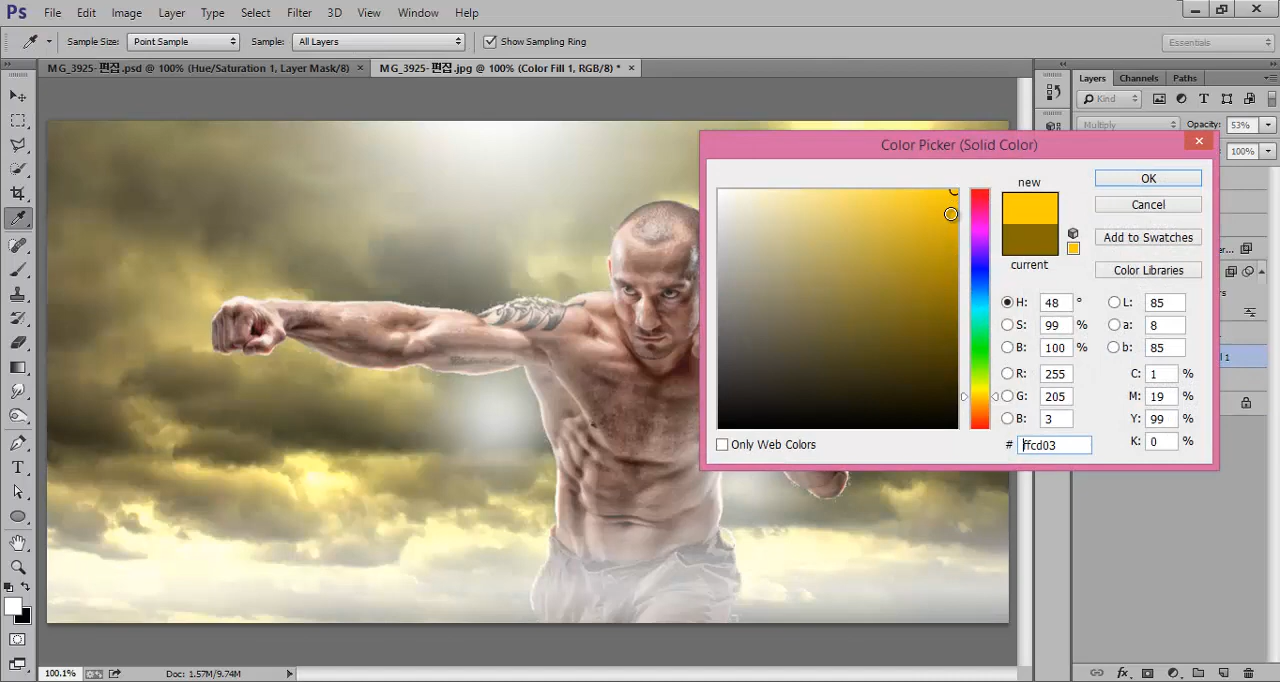 Ps File Edit Image Layer Type Select Filter 3D View Window Help
Sample Size: Point Sample Sample: All Layers Show Sampling Ring Essentials
MG_3925-편집.psd @ 100% (Hue/Saturation 1, Layer Mask/8) × MG_3925-편집.jpg @ 100% (Color Fill 1, RGB/8) * ×
Layers Channels Paths
Kind
Multiply Opacity: 53%
100%
Color Picker (Solid Color)
new
current
OK
Cancel
Add to Swatches
Color Libraries
H: 48 ° L: 85
S: 99 % a: 8
B: 100 % b: 85
R: 255 C: 1 %
G: 205 M: 19 %
B: 3 Y: 99 %
Only Web Colors # ffcd03 K: 0 %
er...
1
100.1% Doc: 1.57M/9.74M
fx